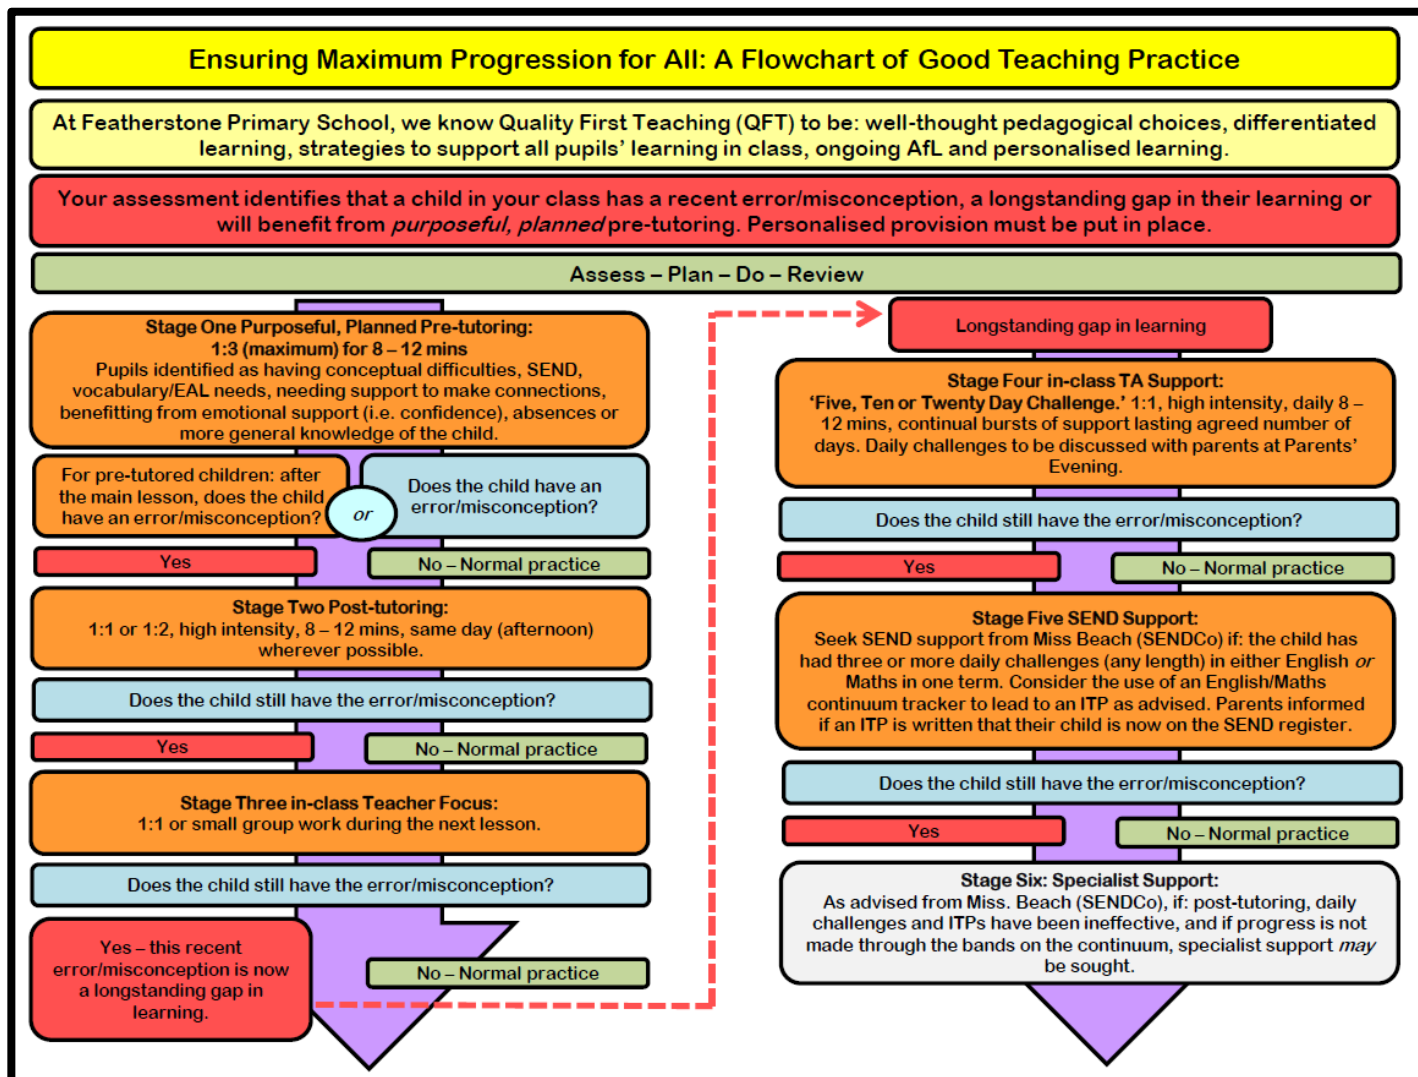 Ensuring Maximum Progression for All: A Flowchart of Good Teaching Practice
At Featherstone Primary School, we know Quality First Teaching (QFT) to be: well-thought pedagogical choices, differentiated
learning, strategies to support all pupils’ learning in class, ongoing AfL and personalised learning.
Your assessment identifies that a child in your class has a recent error/misconception, a longstanding gap in their learning or
will benefit from purposeful, planned pre-tutoring. Personalised provision must be put in place.
Assess – Plan – Do – Review
Stage One Purposeful, Planned Pre-tutoring:
1:3 (maximum) for 8 – 12 mins
Pupils identified as having conceptual difficulties, SEND,
vocabulary/EAL needs, needing support to make connections,
benefitting from emotional support (i.e. confidence), absences or
more general knowledge of the child.
For pre-tutored children: after
the main lesson, does the child
have an error/misconception?
or
Does the child have an
error/misconception?
Yes
No – Normal practice
Stage Two Post-tutoring:
1:1 or 1:2, high intensity, 8 – 12 mins, same day (afternoon)
wherever possible.
Does the child still have the error/misconception?
Yes
No – Normal practice
Stage Three in-class Teacher Focus:
1:1 or small group work during the next lesson.
Does the child still have the error/misconception?
Yes – this recent
error/misconception is now
a longstanding gap in
learning.
No – Normal practice
Longstanding gap in learning
Stage Four in-class TA Support:
‘Five, Ten or Twenty Day Challenge.’ 1:1, high intensity, daily 8 –
12 mins, continual bursts of support lasting agreed number of
days. Daily challenges to be discussed with parents at Parents’
Evening.
Does the child still have the error/misconception?
Yes
No – Normal practice
Stage Five SEND Support:
Seek SEND support from Miss Beach (SENDCo) if: the child has
had three or more daily challenges (any length) in either English or
Maths in one term. Consider the use of an English/Maths
continuum tracker to lead to an ITP as advised. Parents informed
if an ITP is written that their child is now on the SEND register.
Does the child still have the error/misconception?
Yes
No – Normal practice
Stage Six: Specialist Support:
As advised from Miss. Beach (SENDCo), if: post-tutoring, daily
challenges and ITPs have been ineffective, and if progress is not
made through the bands on the continuum, specialist support may
be sought.